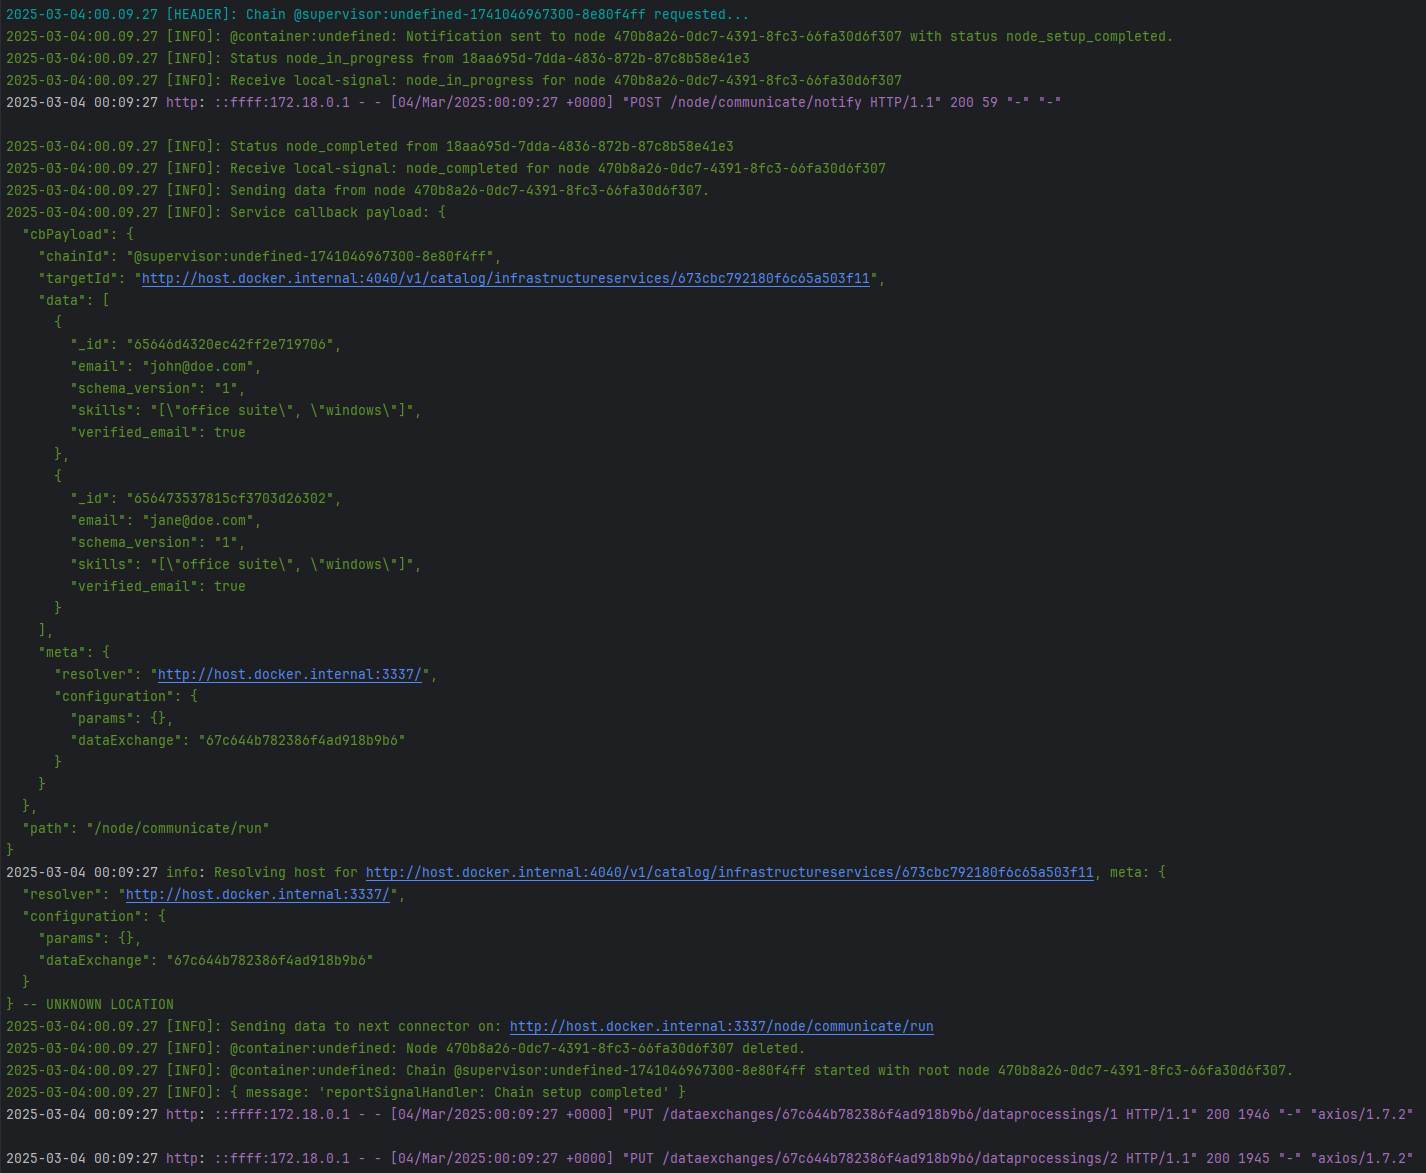 2025-03-04:00.09.27 [HEADER]: Chain @supervisor:undefined-1741046967300-8e80f4ff requested...
2025-03-04:00.09.27 [INFO]: @container:undefined: Notification sent to node 470b8a26-0dc7-4391-8fc3-66fa30d6f307 with status node_setup_completed.
2025-03-04:00.09.27 [INFO]: Status node_in_progress from 18aa695d-7dda-4836-872b-87c8b58e41e3
2025-03-04:00.09.27 [INFO]: Receive local-signal: node_in_progress for node 470b8a26-0dc7-4391-8fc3-66fa30d6f307
2025-03-04 00:09:27 http: ::ffff:172.18.0.1 - - [04/Mar/2025:00:09:27 +0000] "POST /node/communicate/notify HTTP/1.1" 200 59 "-" "-"
2025-03-04:00.09.27 [INFO]: Status node_completed from 18aa695d-7dda-4836-872b-87c8b58e41e3
2025-03-04:00.09.27 [INFO]: Receive local-signal: node_completed for node 470b8a26-0dc7-4391-8fc3-66fa30d6f307
2025-03-04:00.09.27 [INFO]: Sending data from node 470b8a26-0dc7-4391-8fc3-66fa30d6f307.
2025-03-04:00.09.27 [INFO]: Service callback payload: {
  "cbPayload": {
    "chainId": "@supervisor:undefined-1741046967300-8e80f4ff",
    "targetId": "http://host.docker.internal:4040/v1/catalog/infrastructureservices/673cbc792180f6c65a503f11",
    "data": [
      {
        "_id": "65646d4320ec42ff2e719706",
        "email": "john@doe.com",
        "schema_version": "1",
        "skills": "[\"office suite\", \"windows\"]",
        "verified_email": true
      },
      {
        "_id": "656473537815cf3703d26302",
        "email": "jane@doe.com",
        "schema_version": "1",
        "skills": "[\"office suite\", \"windows\"]",
        "verified_email": true
      }
    ],
    "meta": {
      "resolver": "http://host.docker.internal:3337/",
      "configuration": {
        "params": {},
        "dataExchange": "67c644b782386f4ad918b9b6"
      }
    }
  },
  "path": "/node/communicate/run"
}
2025-03-04 00:09:27 info: Resolving host for http://host.docker.internal:4040/v1/catalog/infrastructureservices/673cbc792180f6c65a503f11, meta: {
  "resolver": "http://host.docker.internal:3337/",
  "configuration": {
    "params": {},
    "dataExchange": "67c644b782386f4ad918b9b6"
  }
} -- UNKNOWN LOCATION
2025-03-04:00.09.27 [INFO]: Sending data to next connector on: http://host.docker.internal:3337/node/communicate/run
2025-03-04:00.09.27 [INFO]: @container:undefined: Node 470b8a26-0dc7-4391-8fc3-66fa30d6f307 deleted.
2025-03-04:00.09.27 [INFO]: @container:undefined: Chain @supervisor:undefined-1741046967300-8e80f4ff started with root node 470b8a26-0dc7-4391-8fc3-66fa30d6f307.
2025-03-04:00.09.27 [INFO]: { message: 'reportSignalHandler: Chain setup completed' }
2025-03-04 00:09:27 http: ::ffff:172.18.0.1 - - [04/Mar/2025:00:09:27 +0000] "PUT /dataexchanges/67c644b782386f4ad918b9b6/dataprocessings/1 HTTP/1.1" 200 1946 "-" "axios/1.7.2"
2025-03-04 00:09:27 http: ::ffff:172.18.0.1 - - [04/Mar/2025:00:09:27 +0000] "PUT /dataexchanges/67c644b782386f4ad918b9b6/dataprocessings/2 HTTP/1.1" 200 1945 "-" "axios/1.7.2"